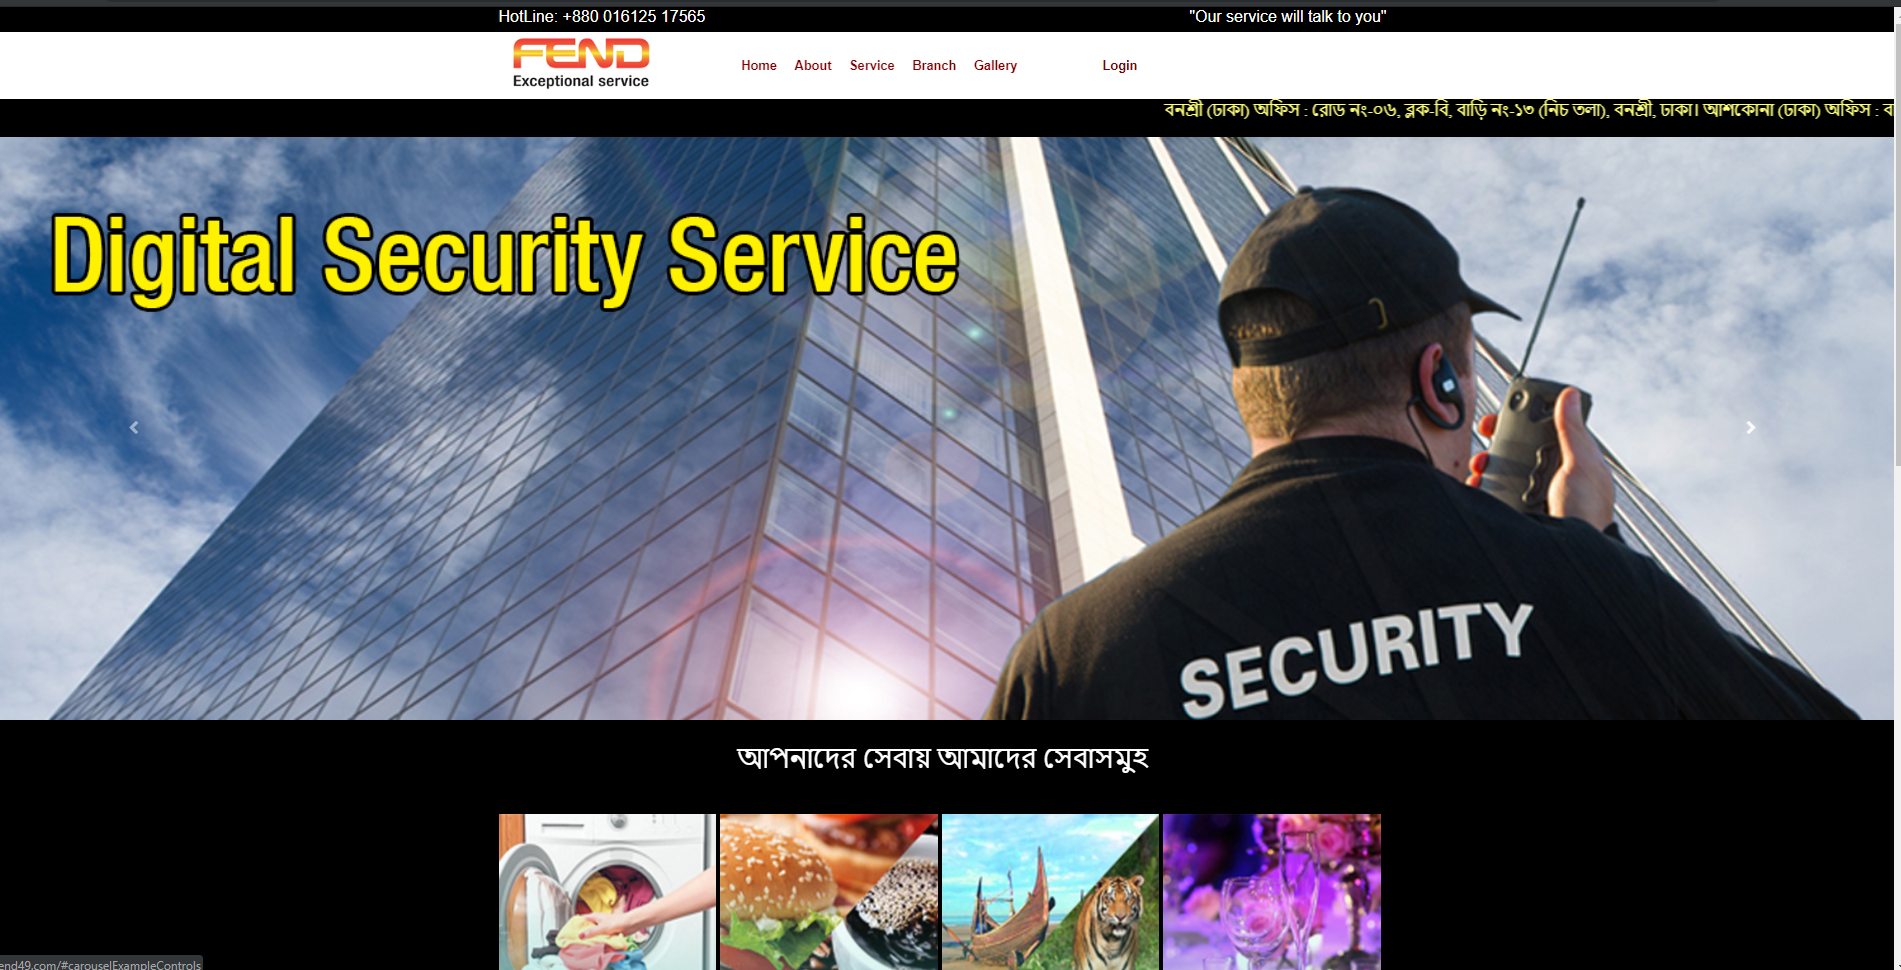 HotLine: +880 016125 17565
"Our service will talk to you"
FEND
Exceptional service
Home About Service Branch Gallery Login
বনশ্রী (ঢাকা) অফিস : রোড নং-০৬, ব্লক-বি, বাড়ি নং-১৩ (নিচ তলা), বনশ্রী, ঢাকা। আশকোনা (ঢাকা) অফিস :
Digital Security Service
SECURITY
আপনাদের সেবায় আমাদের সেবাসমুহ
end49.com/#carouselExampleControls